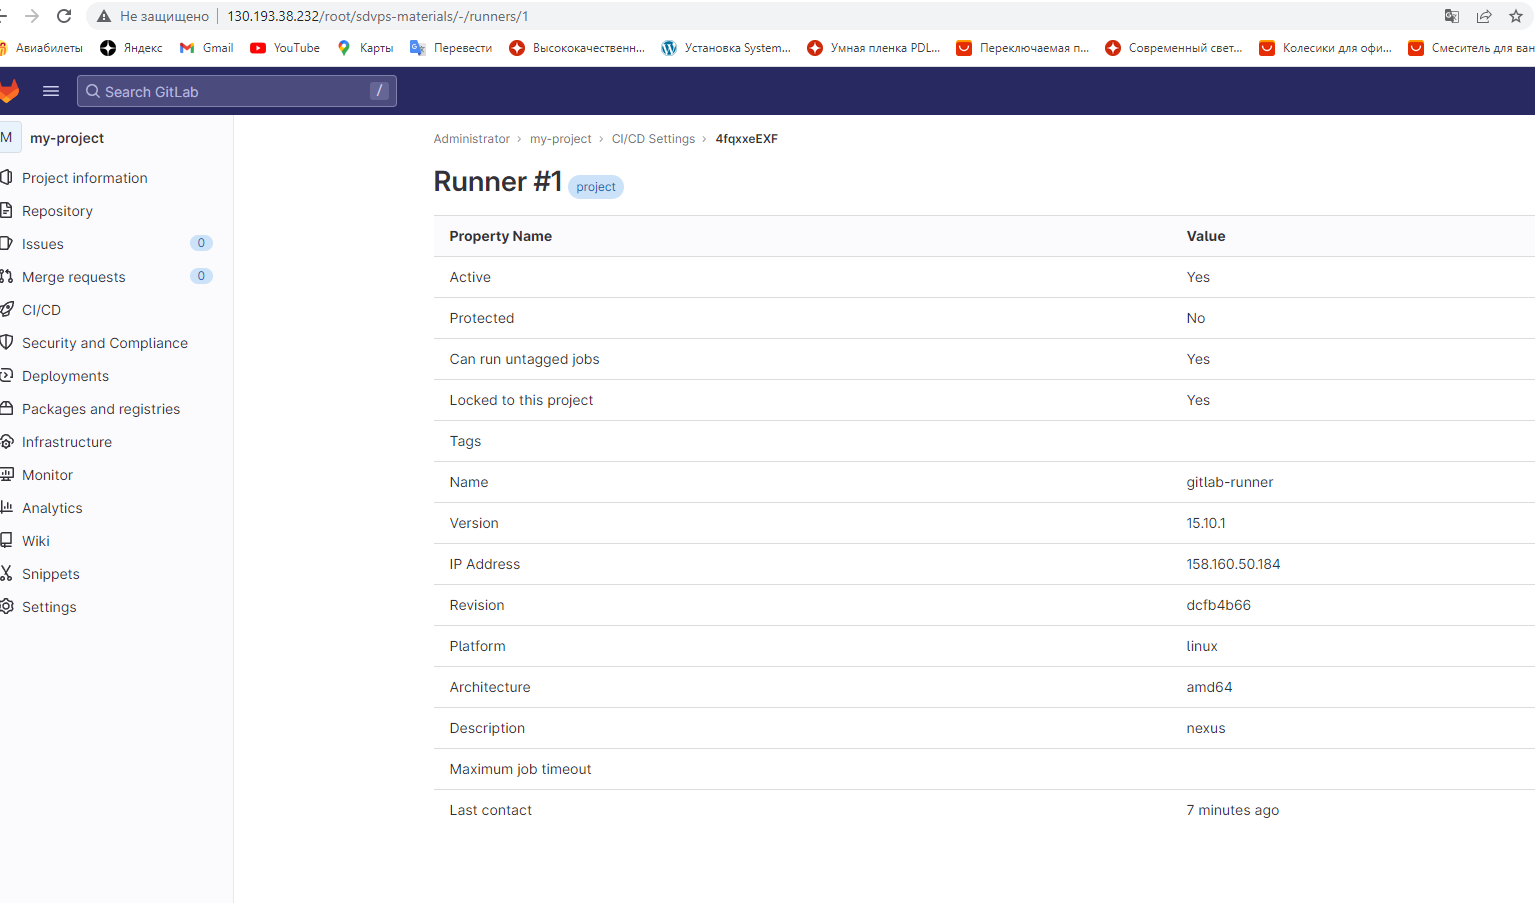 Не защищено 130.193.38.232/root/sdvps-materials/-/runners/1
Авиабилеты Яндекс Gmail YouTube Карты Перевести Высококачественн... Установка System... Умная пленка PDL... Переключаемая п... Современный свет... Колесики для офи... Смеситель для ван
Search GitLab /
M my-project
Project information
Repository
Issues 0
Merge requests 0
CI/CD
Security and Compliance
Deployments
Packages and registries
Infrastructure
Monitor
Analytics
Wiki
Snippets
Settings
Administrator › my-project › CI/CD Settings › 4fqxxeEXF
Runner #1 project
Property Name Value
Active Yes
Protected No
Can run untagged jobs Yes
Locked to this project Yes
Tags
Name gitlab-runner
Version 15.10.1
IP Address 158.160.50.184
Revision dcfb4b66
Platform linux
Architecture amd64
Description nexus
Maximum job timeout
Last contact 7 minutes ago